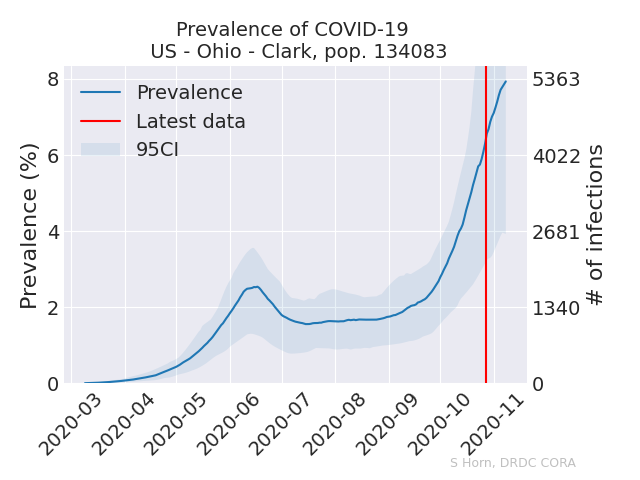 Prevalence of COVID-19
US - Ohio - Clark, pop. 134083
Prevalence
Latest data
95CI
Prevalence (%)
8
6
4
2
0
5363
4022
2681
1340
0
# of infections
2020-03
2020-04
2020-05
2020-06
2020-07
2020-08
2020-09
2020-10
2020-11
S Horn, DRDC CORA